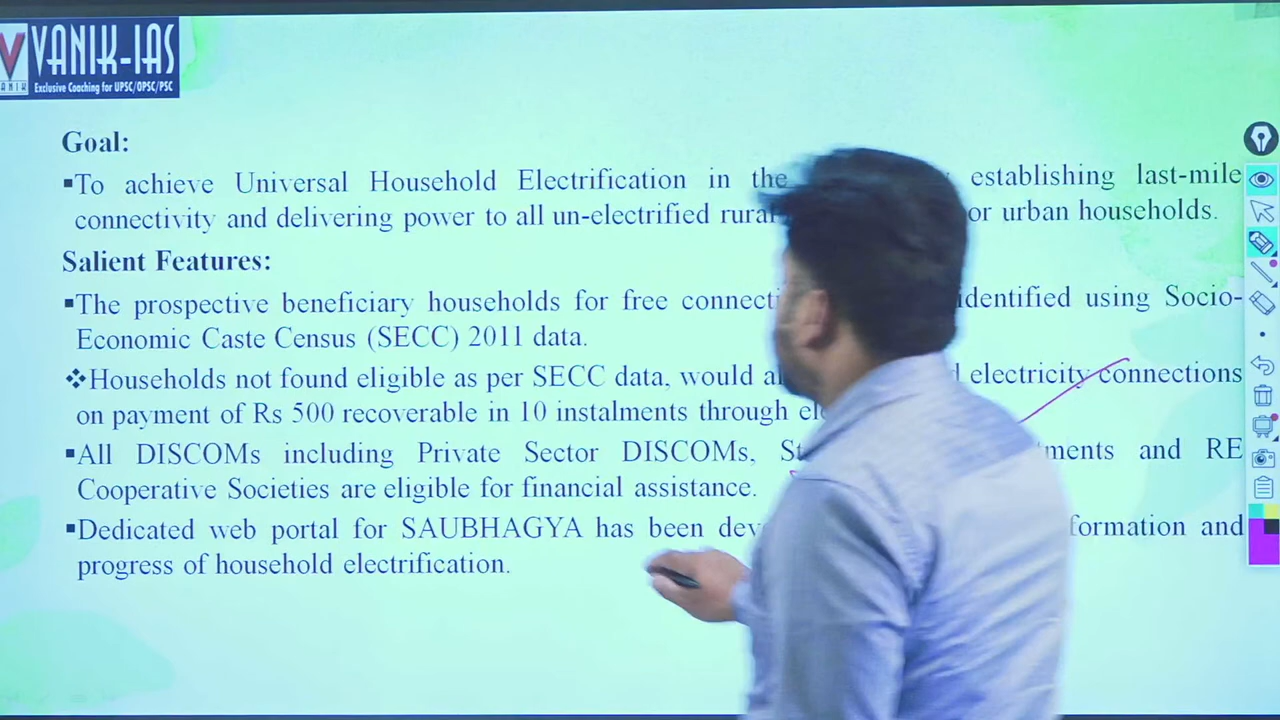 VANIK-IAS
VANIK
Exclusive Coaching for UPSC/OPSC/PSC
Goal:
▪To achieve Universal Household Electrification in the establishing last-mile
connectivity and delivering power to all un-electrified rural or urban households.
Salient Features:
▪The prospective beneficiary households for free identified using Socio-
Economic Caste Census (SECC) 2011 data.
❖Households not found eligible as per SECC data, would electricity connections
on payment of Rs 500 recoverable in 10 instalments through
▪All DISCOMs including Private Sector DISCOMs, and RE
Cooperative Societies are eligible for financial assistance.
▪Dedicated web portal for SAUBHAGYA has been and
progress of household electrification.